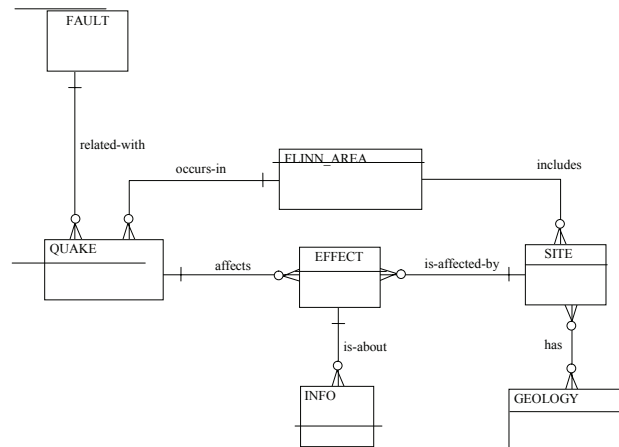 FAULT
related-with
occurs-in
FLINN_AREA
includes
QUAKE
affects
EFFECT
is-affected-by
SITE
is-about
has
INFO
GEOLOGY